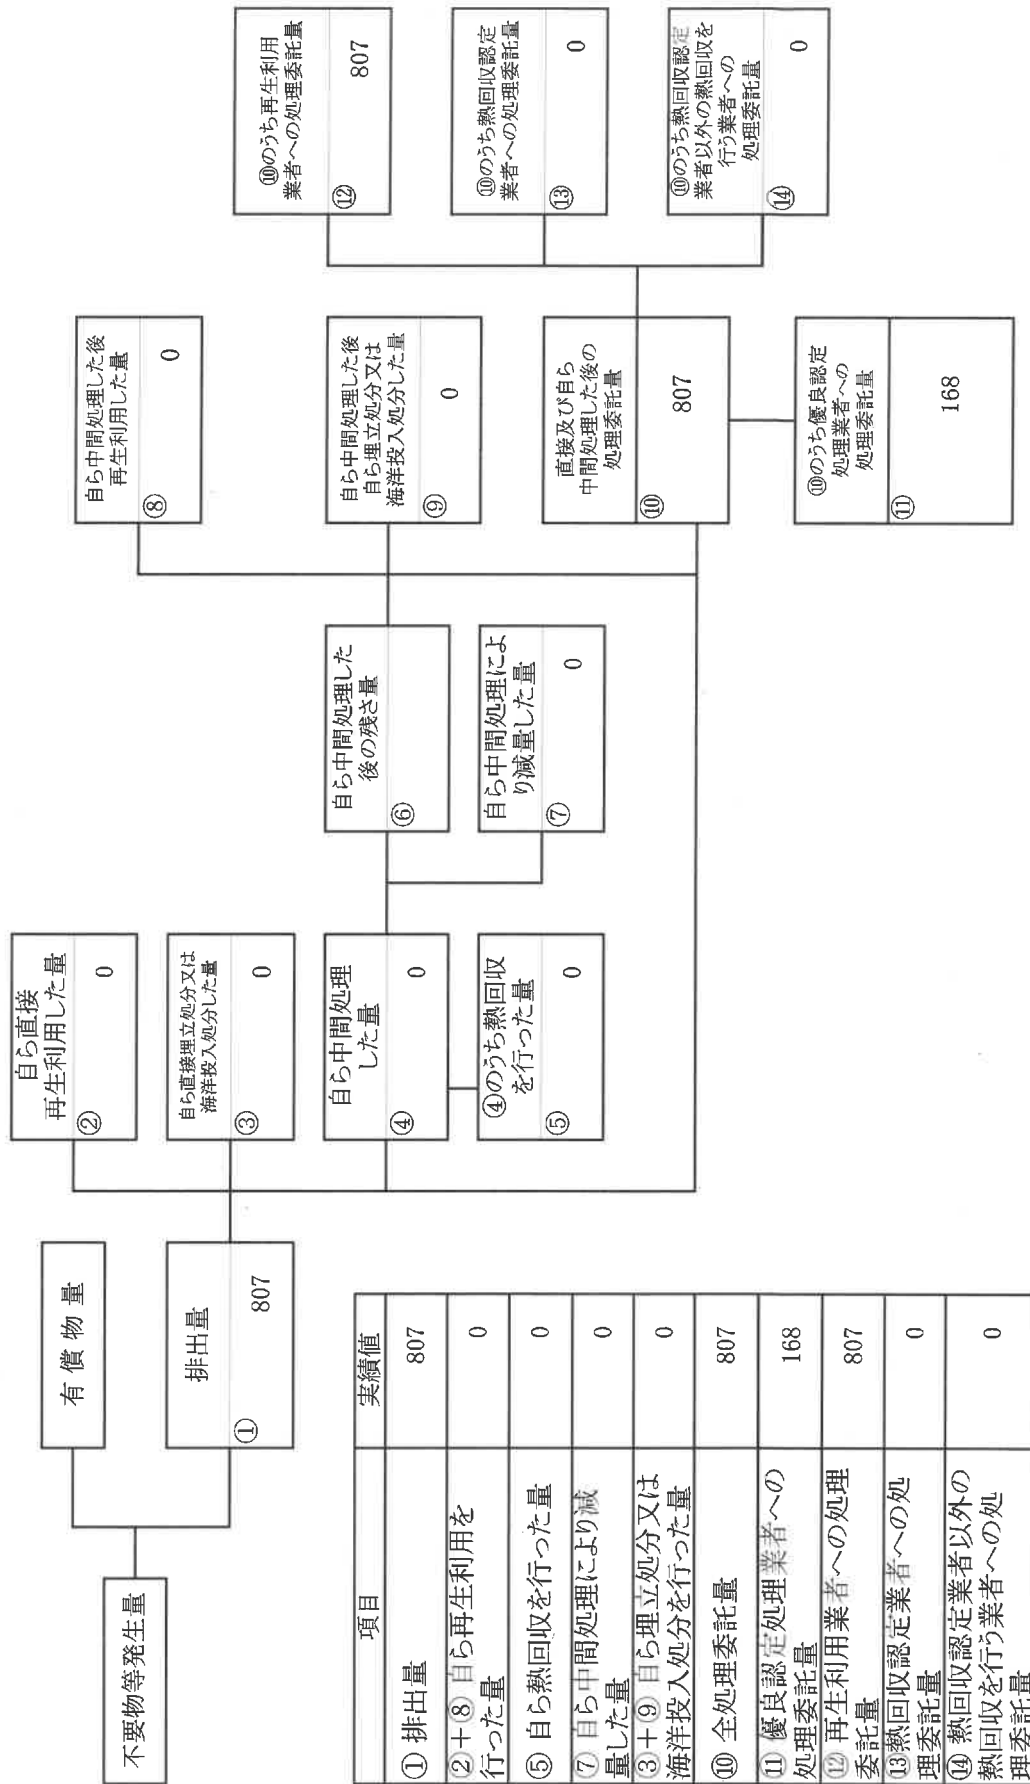 不要物等発生量
有償物量
排出量
① 807
自ら直接
再生利用した量
② 0
自ら直接埋立処分又は
海洋投入処分した量
③ 0
自ら中間処理
した量
④ 0
④のうち熱回収
を行った量
⑤ 0
自ら中間処理した
後の残さ量
⑥
自ら中間処理によ
り減量した量
⑦ 0
自ら中間処理した後
再生利用した量
⑧ 0
自ら中間処理した後
自ら埋立処分又は
海洋投入処分した量
⑨ 0
直接及び自ら
中間処理した後の
処理委託量
⑩ 807
⑩のうち優良認定
処理業者への
処理委託量
⑪ 168
⑩のうち再生利用
業者への処理委託量
⑫ 807
⑩のうち熱回収認定
業者への処理委託量
⑬ 0
⑩のうち熱回収認定
業者以外の熱回収を
行う業者への
処理委託量
⑭ 0
項目 実績値
① 排出量 807
②+⑧ 自ら再生利用を
行った量 0
⑤ 自ら熱回収を行った量 0
⑦ 自ら中間処理により減
量した量 0
③+⑨ 自ら埋立処分又は
海洋投入処分を行った量 0
⑩ 全処理委託量 807
⑪ 優良認定処理業者への
処理委託量 168
⑫ 再生利用業者への処理
委託量 807
⑬熱回収認定業者への処
理委託量 0
⑭ 熱回収認定業者以外の
熱回収を行う業者への処
理委託量 0